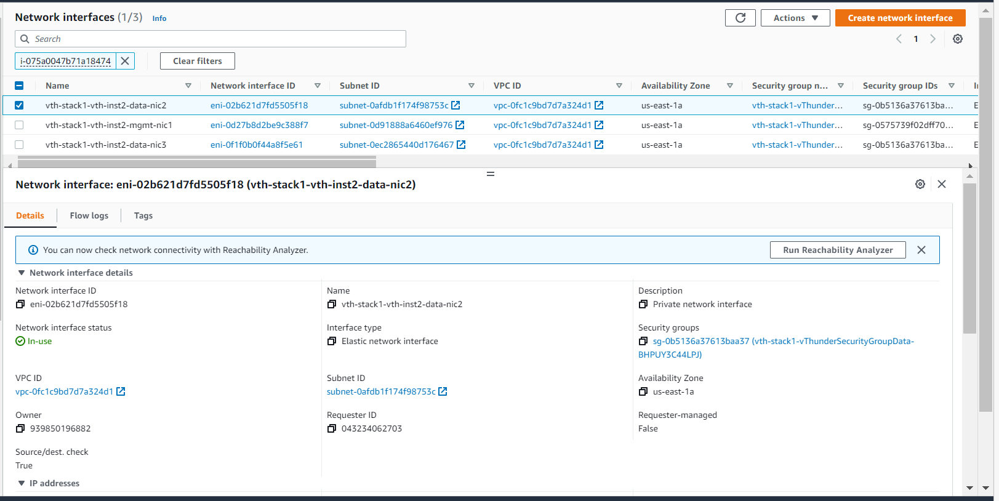 Network interfaces (1/3) Info
Actions
Create network interface
Search
1
i-075a0047b71a18474
Clear filters
Name Network interface ID Subnet ID VPC ID Availability Zone Security group n... Security group IDs
vth-stack1-vth-inst2-data-nic2 eni-02b621d7fd5505f18 subnet-0afdb1f174f98753c vpc-0fc1c9bd7d7a324d1 us-east-1a vth-stack1-vThunder... sg-0b5136a37613ba... E
vth-stack1-vth-inst2-mgmt-nic1 eni-0d27b8d2be9c388f7 subnet-0d91888a6460ef976 vpc-0fc1c9bd7d7a324d1 us-east-1a vth-stack1-vThunder... sg-0575739f02dff70... E
vth-stack1-vth-inst2-data-nic3 eni-0f1f0b0f44a8f5e61 subnet-0ec2865440d176467 vpc-0fc1c9bd7d7a324d1 us-east-1a vth-stack1-vThunder... sg-0b5136a37613ba... E
Network interface: eni-02b621d7fd5505f18 (vth-stack1-vth-inst2-data-nic2)
Details Flow logs Tags
You can now check network connectivity with Reachability Analyzer.
Run Reachability Analyzer
Network interface details
Network interface ID
eni-02b621d7fd5505f18
Name
vth-stack1-vth-inst2-data-nic2
Description
Private network interface
Network interface status
In-use
Interface type
Elastic network interface
Security groups
sg-0b5136a37613baa37 (vth-stack1-vThunderSecurityGroupData-
BHPUY3C44LPJ)
VPC ID
vpc-0fc1c9bd7d7a324d1
Subnet ID
subnet-0afdb1f174f98753c
Availability Zone
us-east-1a
Owner
939850196882
Requester ID
043234062703
Requester-managed
False
Source/dest. check
True
IP addresses